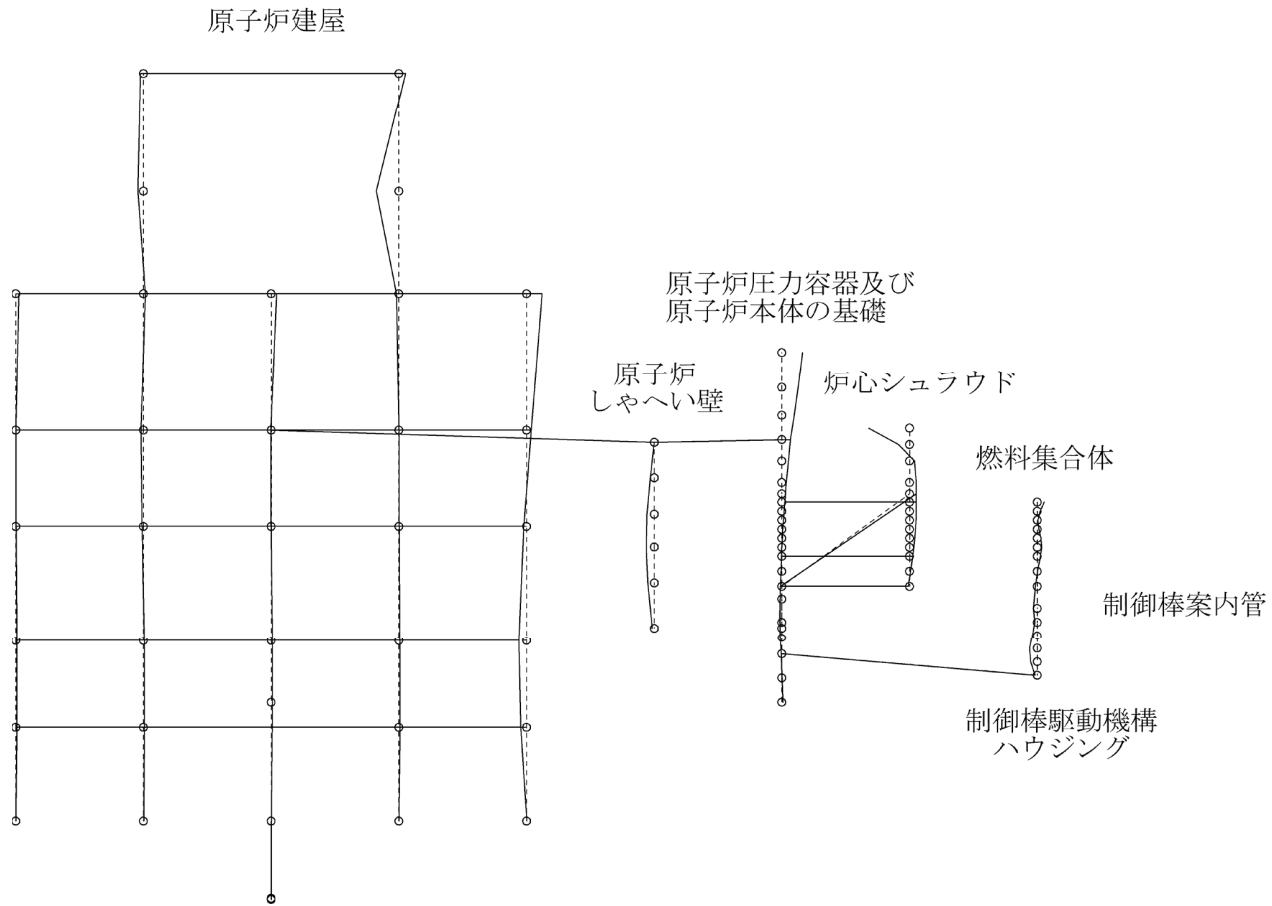 原子炉建屋
原子炉圧力容器及び
原子炉本体の基礎
原子炉
しゃへい壁
炉心シュラウド
燃料集合体
制御棒案内管
制御棒駆動機構
ハウジング